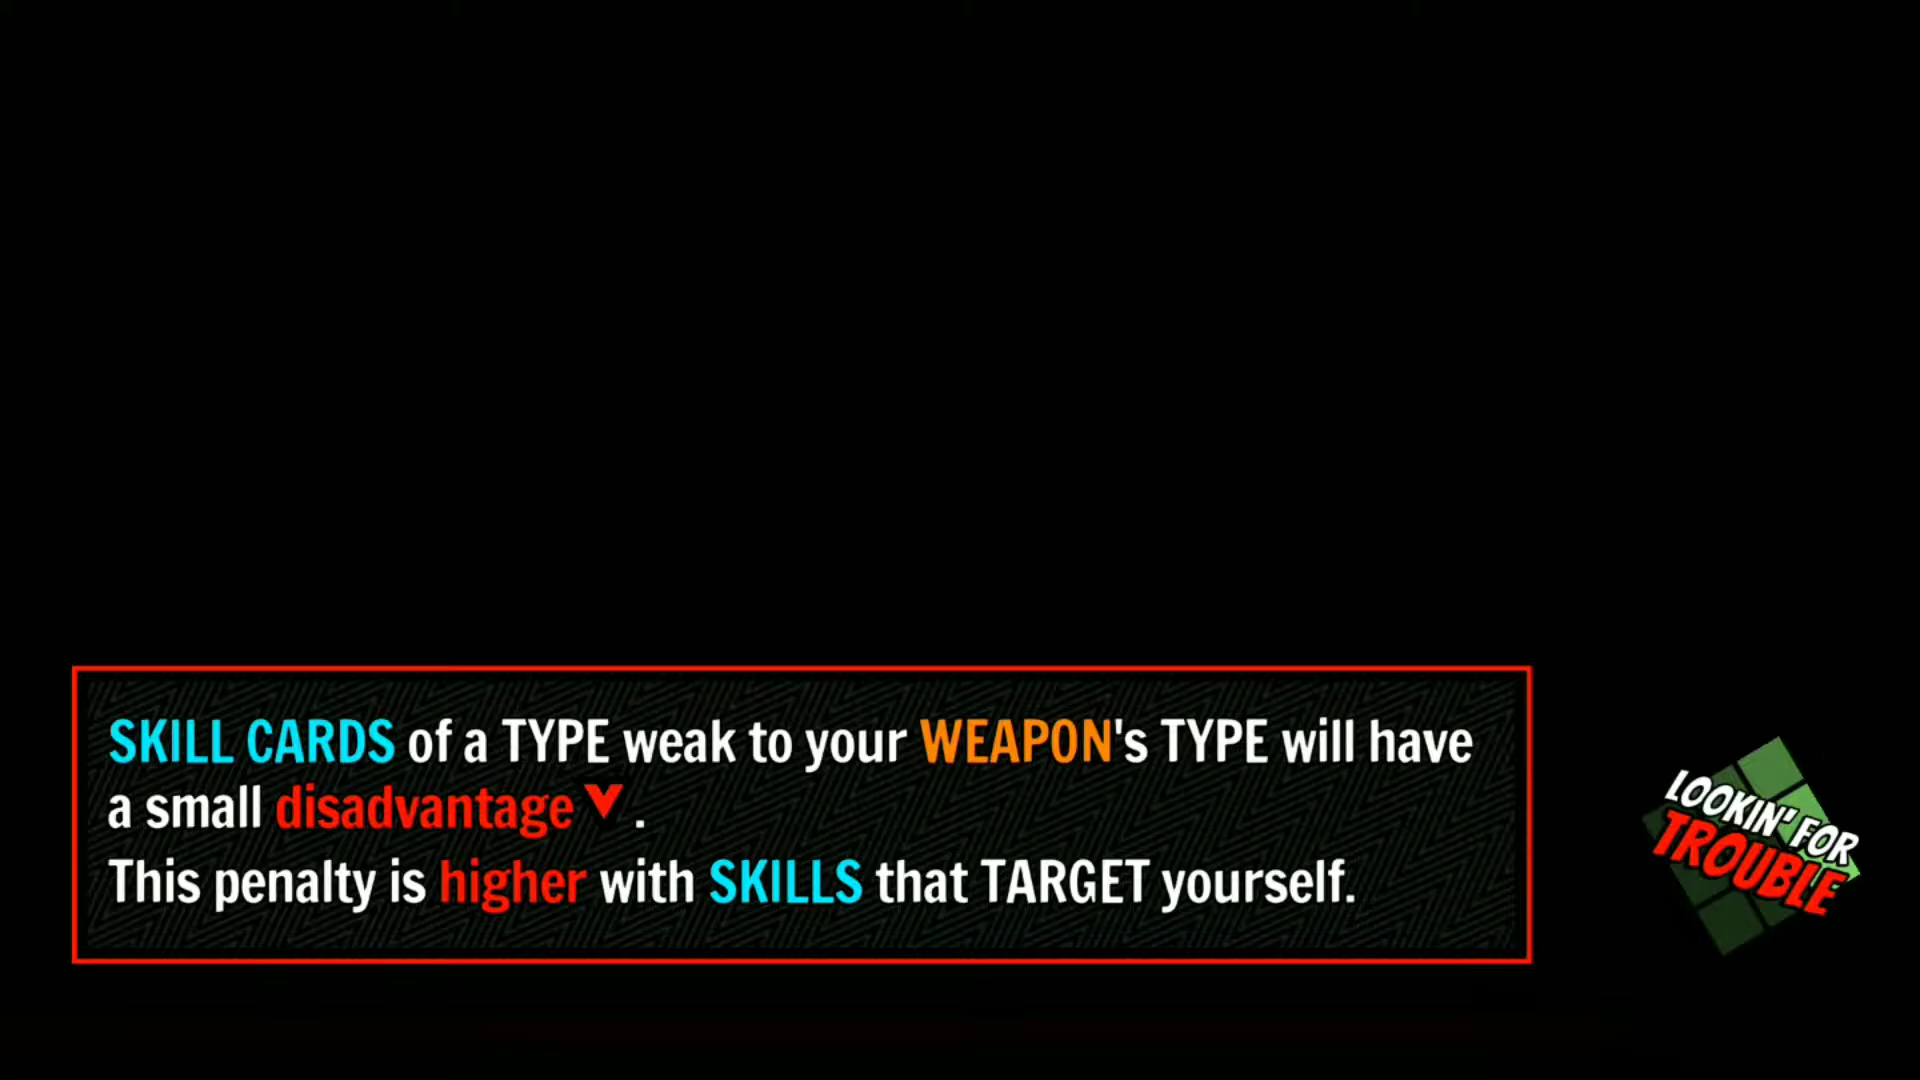 SKILL CARDS of a TYPE weak to your WEAPON's TYPE will have
a small disadvantage .
This penalty is higher with SKILLS that TARGET yourself.
LOOKIN' FOR
TROUBLE